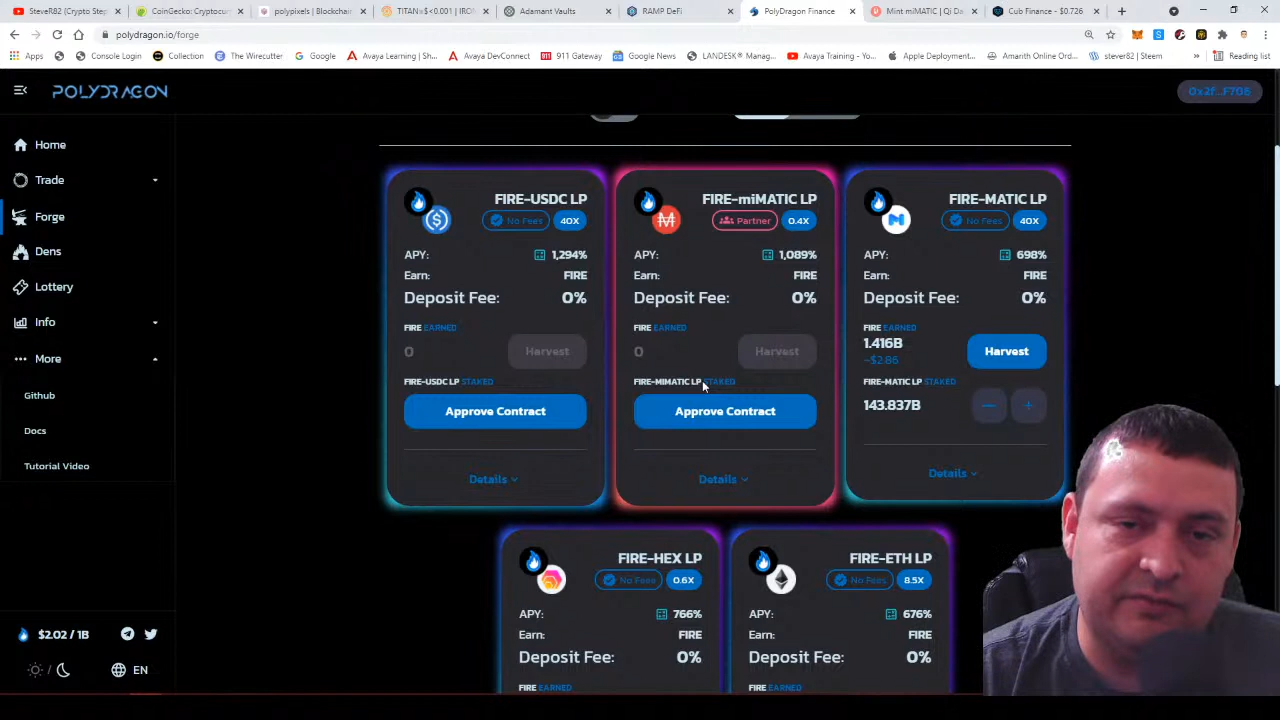 SteveR82 | Crypto Step
CoinGecko: Cryptocurr
polypixels | Blockchain
TITAN≈$<0.001 | IRO
Adamant Vaults
RAMP DeFi
PolyDragon Finance
Mint miMATIC | Qi Da
Cub Finance - $0.726
polydragon.io/forge
Apps
Console Login
Collection
The Wirecutter
Google
Avaya Learning | Sh...
Avaya DevConnect
911 Gateway
Google News
LANDESK® Manag...
Avaya Training - Yo...
Apple Deployment...
Amarith Online Ord...
stever82 | Steem
Reading list
POLYDRAGON
0x2f...F708
Home
Trade
Forge
Dens
Lottery
Info
More
Github
Docs
Tutorial Video
$2.02 / 1B
EN
FIRE-USDC LP
No Fees 40X
APY: 1,294%
Earn: FIRE
Deposit Fee: 0%
FIRE EARNED
0 Harvest
FIRE-USDC LP STAKED
Approve Contract
Details
FIRE-miMATIC LP
Partner 0.4X
APY: 1,089%
Earn: FIRE
Deposit Fee: 0%
FIRE EARNED
0 Harvest
FIRE-MIMATIC LP STAKED
Approve Contract
Details
FIRE-MATIC LP
No Fees 40X
APY: 698%
Earn: FIRE
Deposit Fee: 0%
FIRE EARNED
1.416B
~$2.86
Harvest
FIRE-MATIC LP STAKED
143.837B
Details
FIRE-HEX LP
No Fees 0.6X
APY: 766%
Earn: FIRE
Deposit Fee: 0%
FIRE EARNED
FIRE-ETH LP
No Fees 8.5X
APY: 676%
Earn: FIRE
Deposit Fee: 0%
FIRE EARNED